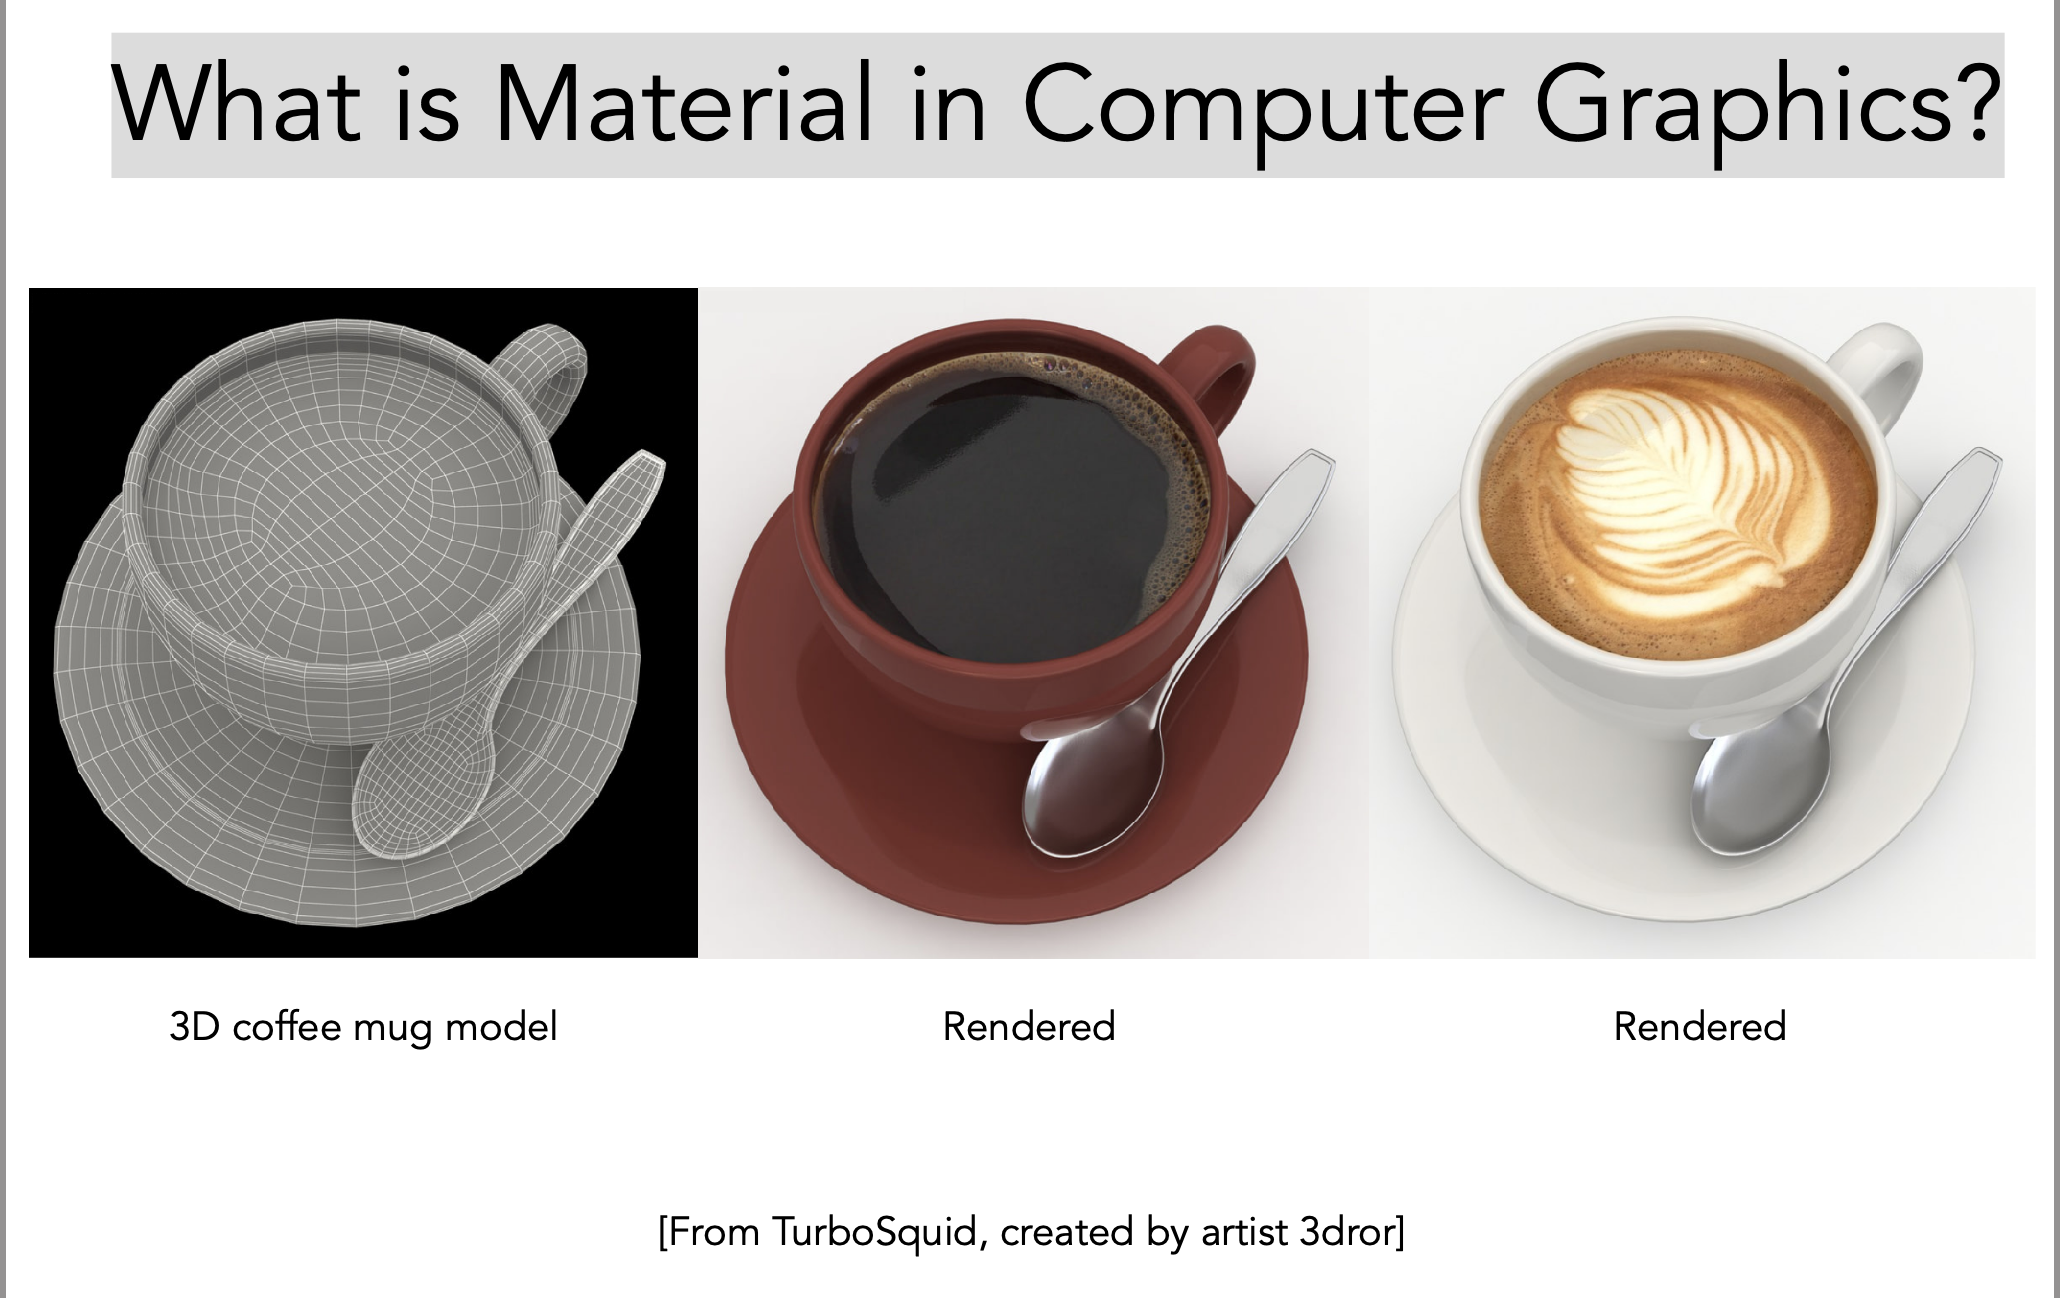 What is Material in Computer Graphics?
3D coffee mug model
Rendered
Rendered
[From TurboSquid, created by artist 3dror]